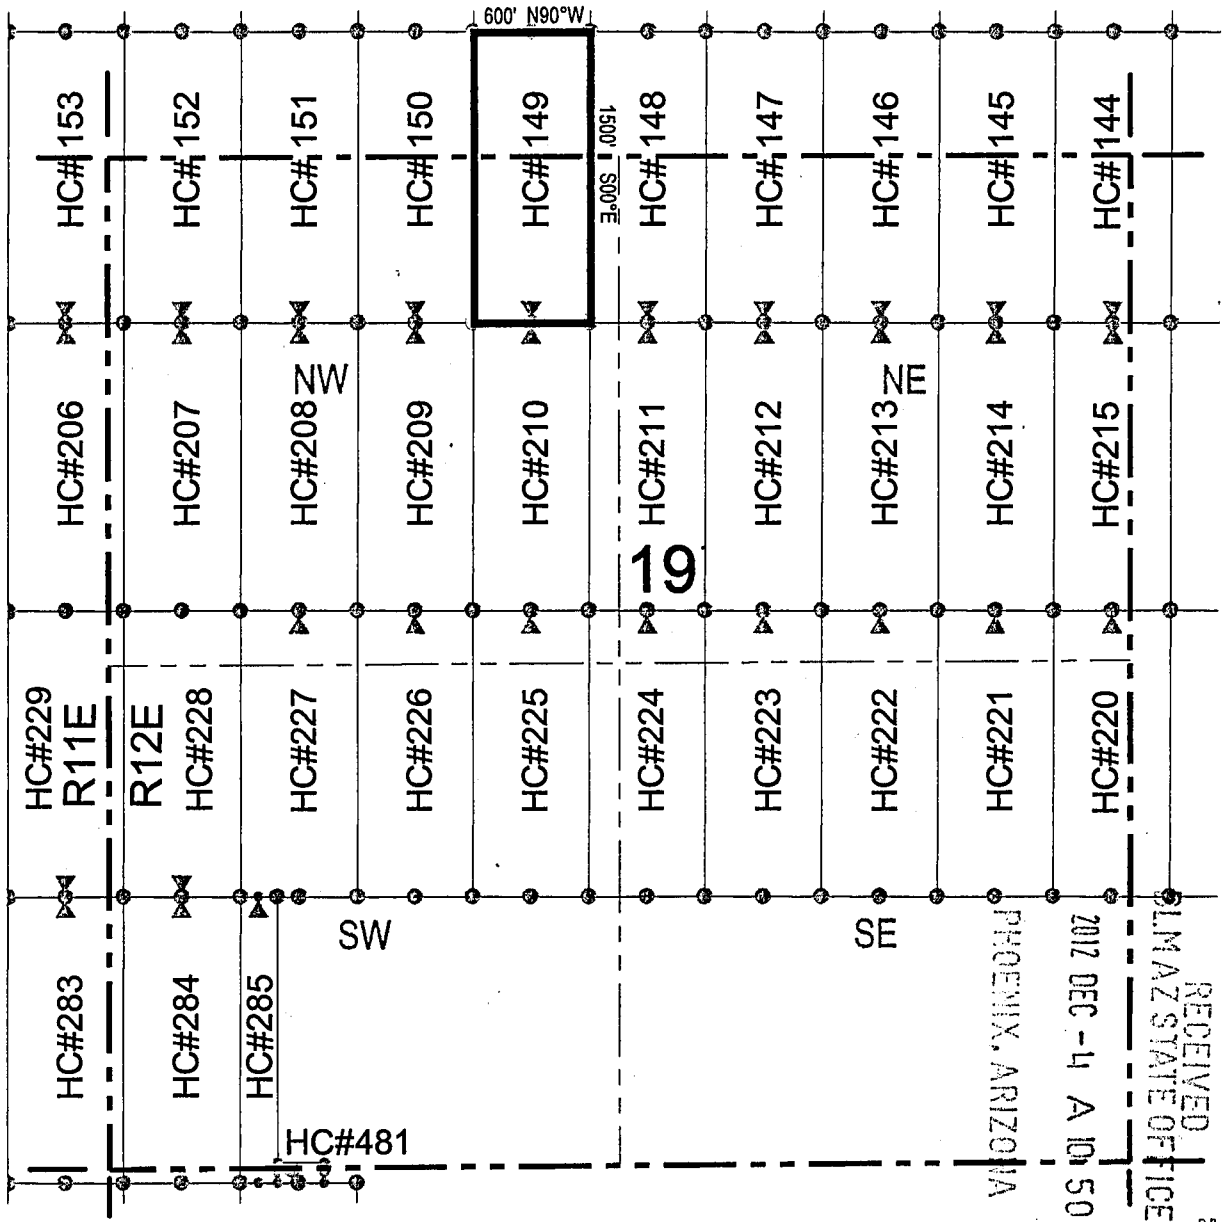 600' N90°W
HC# 153
HC# 152
HC# 151
HC# 150
HC# 149
1500' S00°E
HC# 148
HC# 147
HC# 146
HC# 145
HC# 144
NW
NE
HC#206
HC#207
HC#208
HC#209
HC#210
HC#211
HC#212
HC#213
HC#214
HC#215
19
HC#229
R11E
R12E
HC#228
HC#227
HC#226
HC#225
HC#224
HC#223
HC#222
HC#221
HC#220
SW
SE
HC#283
HC#284
HC#285
HC#481
RECEIVED
BLM AZ STATE OFFICE
2012 DEC -4 A 10:50
PHOENIX, ARIZONA